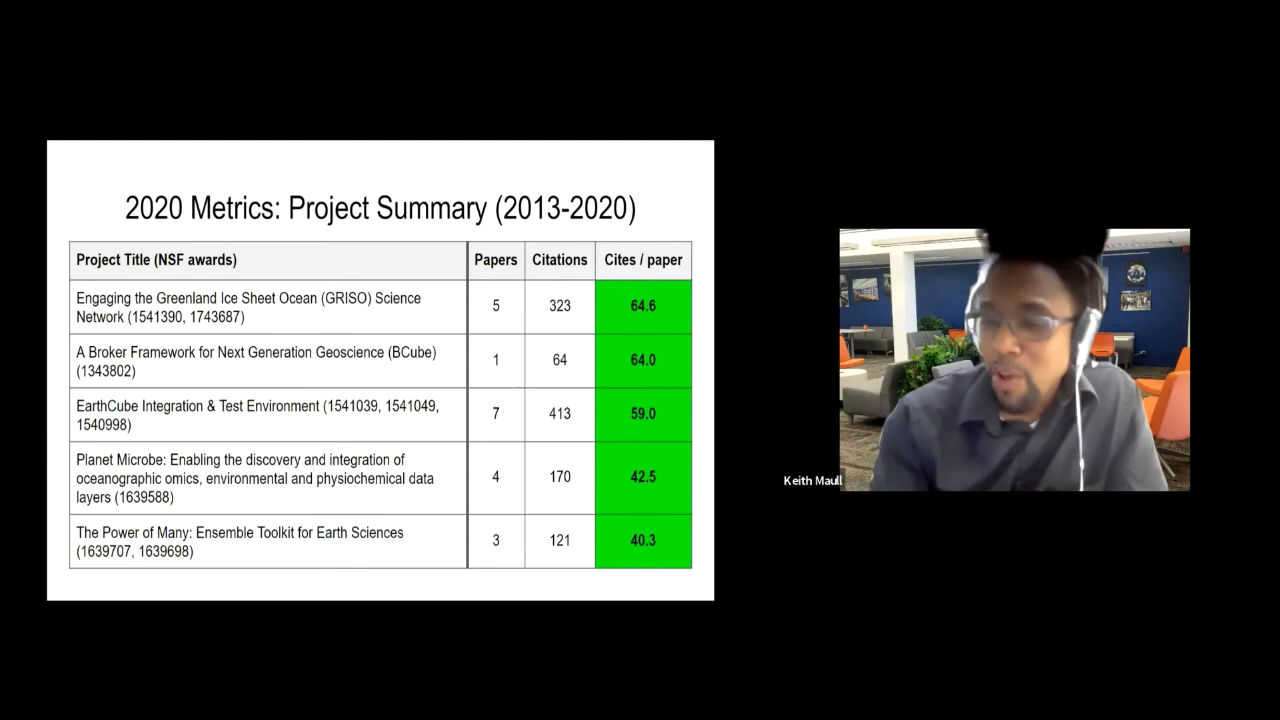 2020 Metrics: Project Summary (2013-2020)
Project Title (NSF awards) Papers Citations Cites / paper
Engaging the Greenland Ice Sheet Ocean (GRISO) Science
Network (1541390, 1743687) 5 323 64.6
A Broker Framework for Next Generation Geoscience (BCube)
(1343802) 1 64 64.0
EarthCube Integration & Test Environment (1541039, 1541049,
1540998) 7 413 59.0
Planet Microbe: Enabling the discovery and integration of
oceanographic omics, environmental and physiochemical data
layers (1639588) 4 170 42.5
The Power of Many: Ensemble Toolkit for Earth Sciences
(1639707, 1639698) 3 121 40.3
Keith Maull